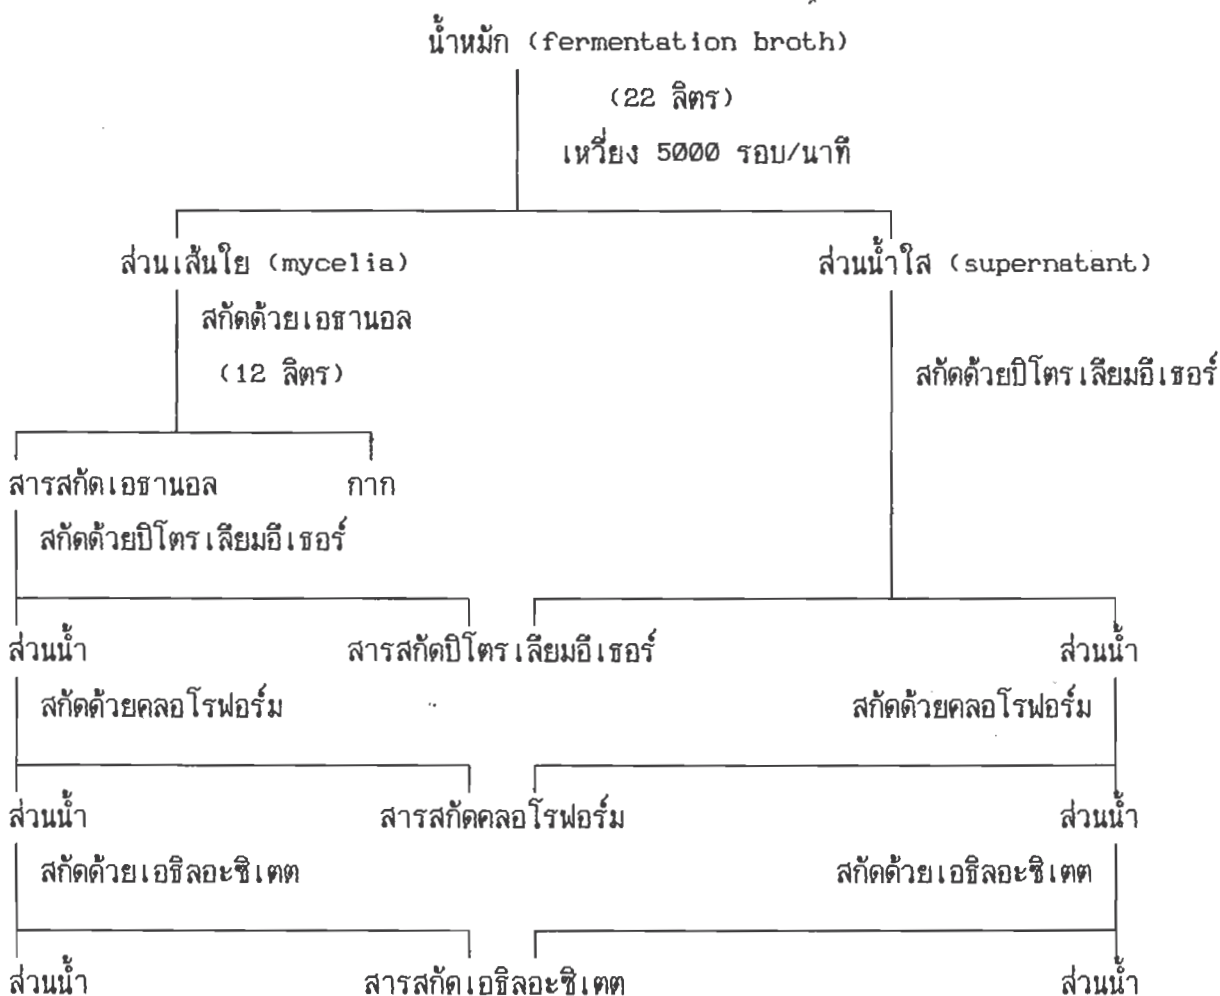 น้ำหมัก (fermentation broth)
(22 ลิตร)
เหวี่ยง 5000 รอบ/นาที
ส่วนเส้นใย (mycelia) ส่วนน้ำใส (supernatant)
สกัดด้วยเอธานอล
(12 ลิตร) สกัดด้วยปิโตรเลียมอีเธอร์
สารสกัดเอธานอล กาก
สกัดด้วยปิโตรเลียมอีเธอร์
ส่วนน้ำ สารสกัดปิโตรเลียมอีเธอร์ ส่วนน้ำ
สกัดด้วยคลอโรฟอร์ม สกัดด้วยคลอโรฟอร์ม
ส่วนน้ำ สารสกัดคลอโรฟอร์ม ส่วนน้ำ
สกัดด้วยเอธิลอะซิเตต สกัดด้วยเอธิลอะซิเตต
ส่วนน้ำ สารสกัดเอธิลอะซิเตต ส่วนน้ำ